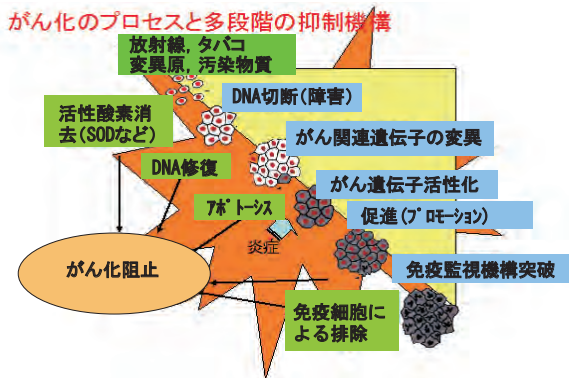 がん化のプロセスと多段階の抑制機構
放射線, タバコ
変異原, 汚染物質
DNA切断(障害)
活性酸素消
去(SODなど)
がん関連遺伝子の変異
DNA修復
がん遺伝子活性化
ｱﾎﾟﾄｰｼｽ
促進(ﾌﾟﾛﾓｰｼｮﾝ)
炎症
がん化阻止
免疫監視機構突破
免疫細胞に
よる排除